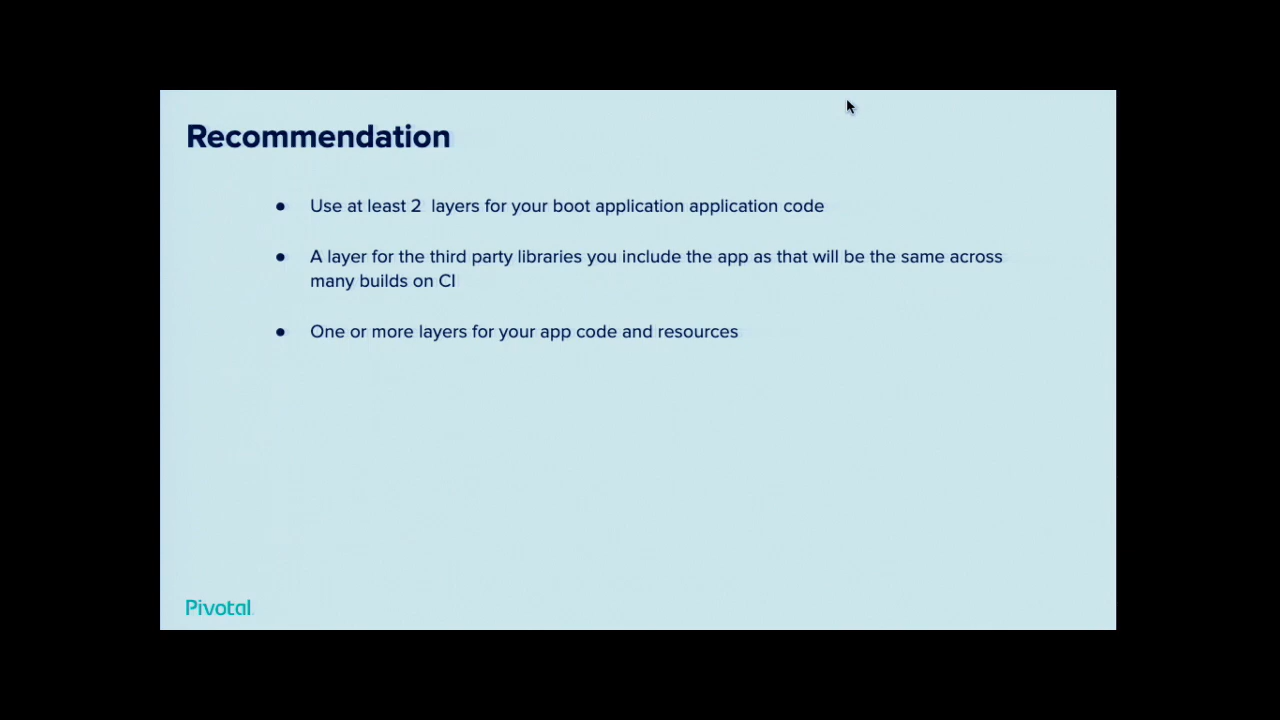 Recommendation
● Use at least 2 layers for your boot application application code
● A layer for the third party libraries you include the app as that will be the same across
many builds on CI
● One or more layers for your app code and resources
Pivotal